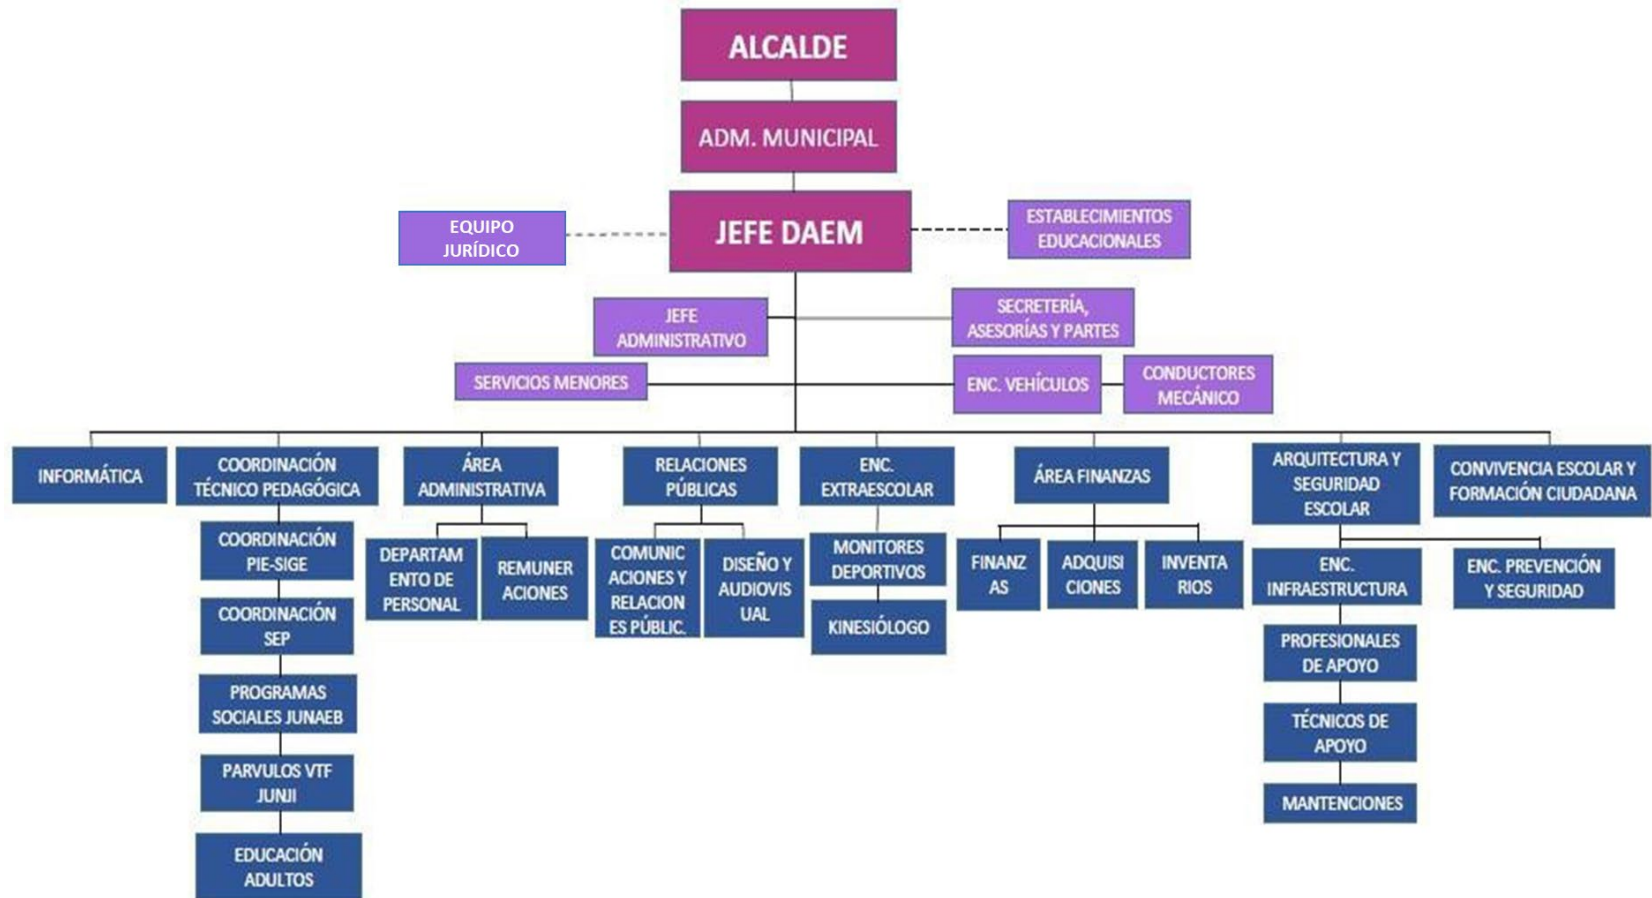 ALCALDE
ADM. MUNICIPAL
EQUIPO
JURÍDICO
JEFE DAEM
ESTABLECIMIENTOS
EDUCACIONALES
JEFE
ADMINISTRATIVO
SECRETERÍA,
ASESORÍAS Y PARTES
SERVICIOS MENORES
ENC. VEHÍCULOS
CONDUCTORES
MECÁNICO
INFORMÁTICA
COORDINACIÓN
TÉCNICO PEDAGÓGICA
ÁREA
ADMINISTRATIVA
RELACIONES
PÚBLICAS
ENC.
EXTRAESCOLAR
ÁREA FINANZAS
ARQUITECTURA Y
SEGURIDAD
ESCOLAR
CONVIVENCIA ESCOLAR Y
FORMACIÓN CIUDADANA
COORDINACIÓN
PIE-SIGE
COORDINACIÓN
SEP
PROGRAMAS
SOCIALES JUNAEB
PARVULOS VTF
JUNJI
EDUCACIÓN
ADULTOS
DEPARTAM
ENTO DE
PERSONAL
REMUNER
ACIONES
COMUNIC
ACIONES Y
RELACION
ES PÚBLIC.
DISEÑO Y
AUDIOVIS
UAL
MONITORES
DEPORTIVOS
KINESIÓLOGO
FINANZ
AS
ADQUISI
CIONES
INVENTA
RIOS
ENC.
INFRAESTRUCTURA
PROFESIONALES
DE APOYO
TÉCNICOS DE
APOYO
MANTENCIONES
ENC. PREVENCIÓN
Y SEGURIDAD